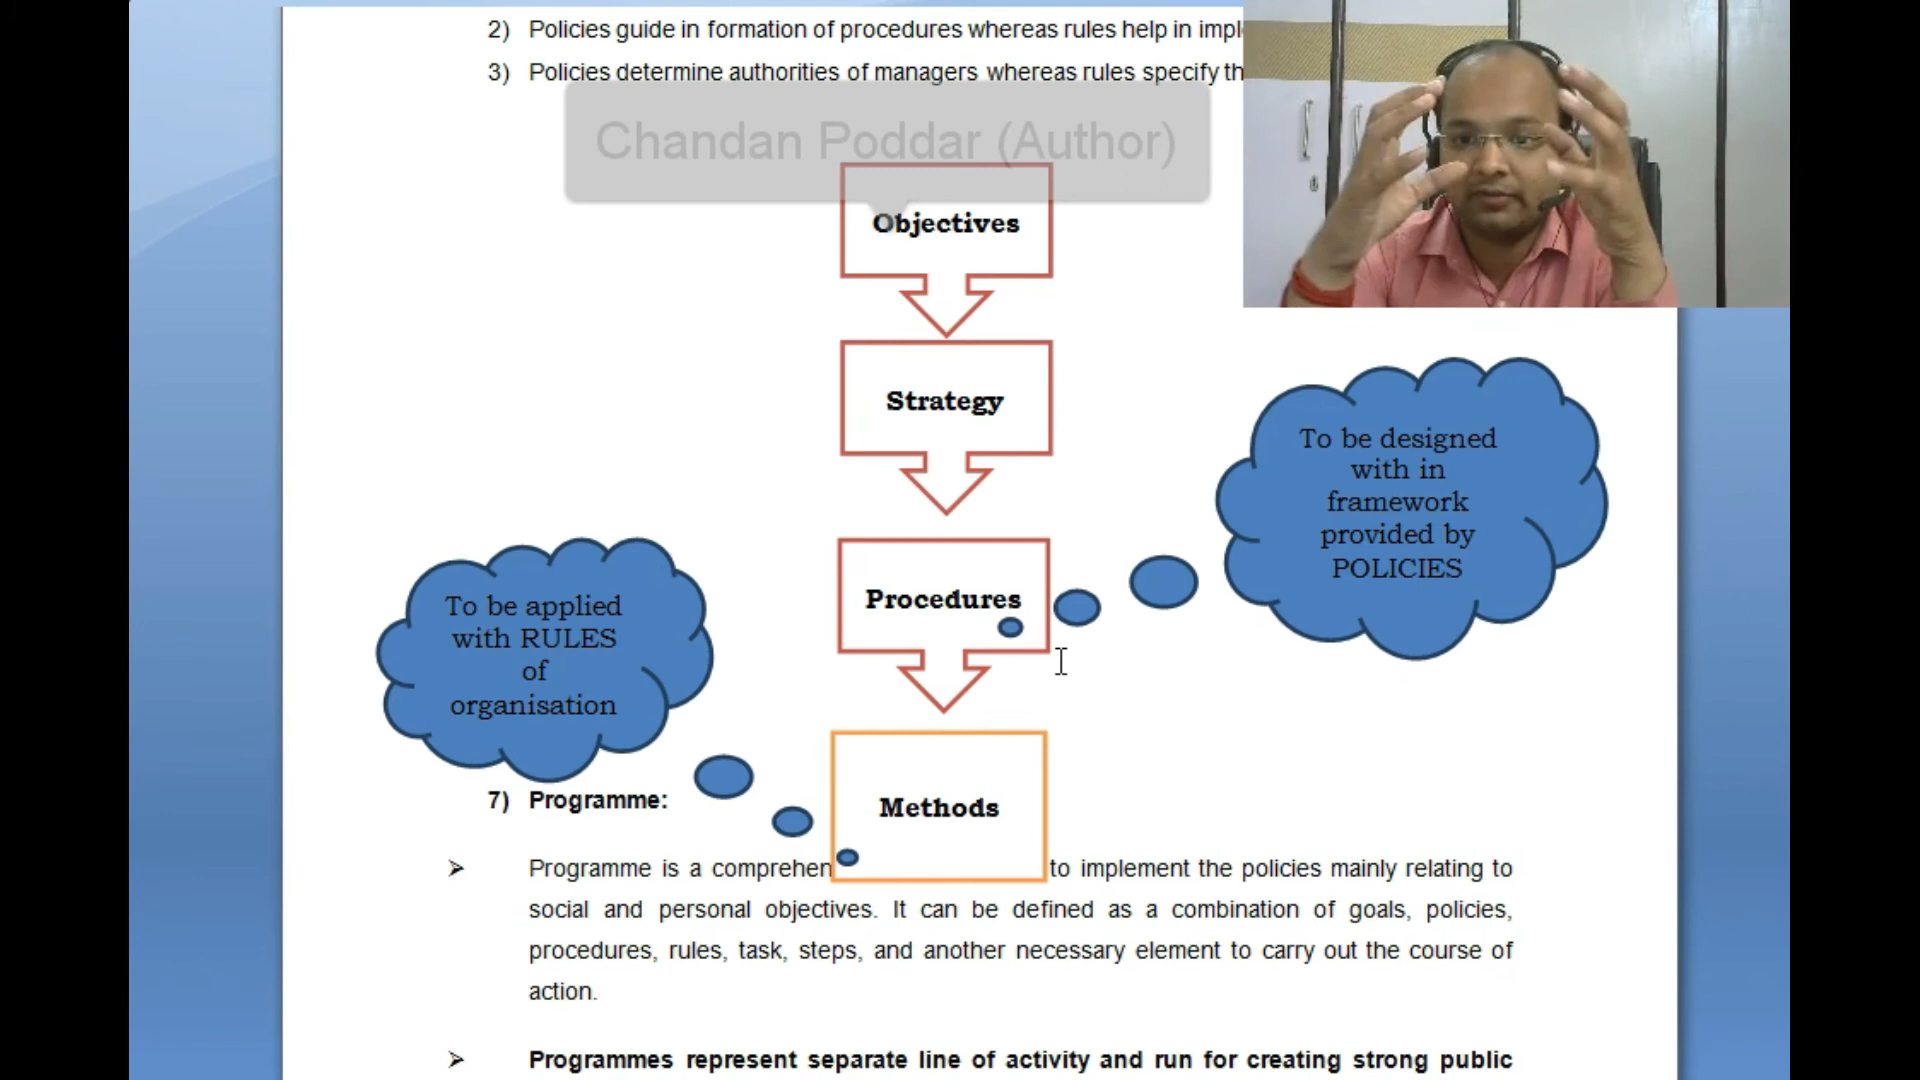 2) Policies guide in formation of procedures whereas rules help in
3) Policies determine authorities of managers whereas rules specify
Chandan Poddar (Author)
Objectives
Strategy
To be designed
with in
framework
provided by
POLICIES
Procedures
To be applied
with RULES
of
organisation
7) Programme:
Methods
➢ Programme is a to implement the policies mainly relating to
social and personal objectives. It can be defined as a combination of goals, policies,
procedures, rules, task, steps, and another necessary element to carry out the course of
action.
➢ Programmes represent separate line of activity and run for creating strong public